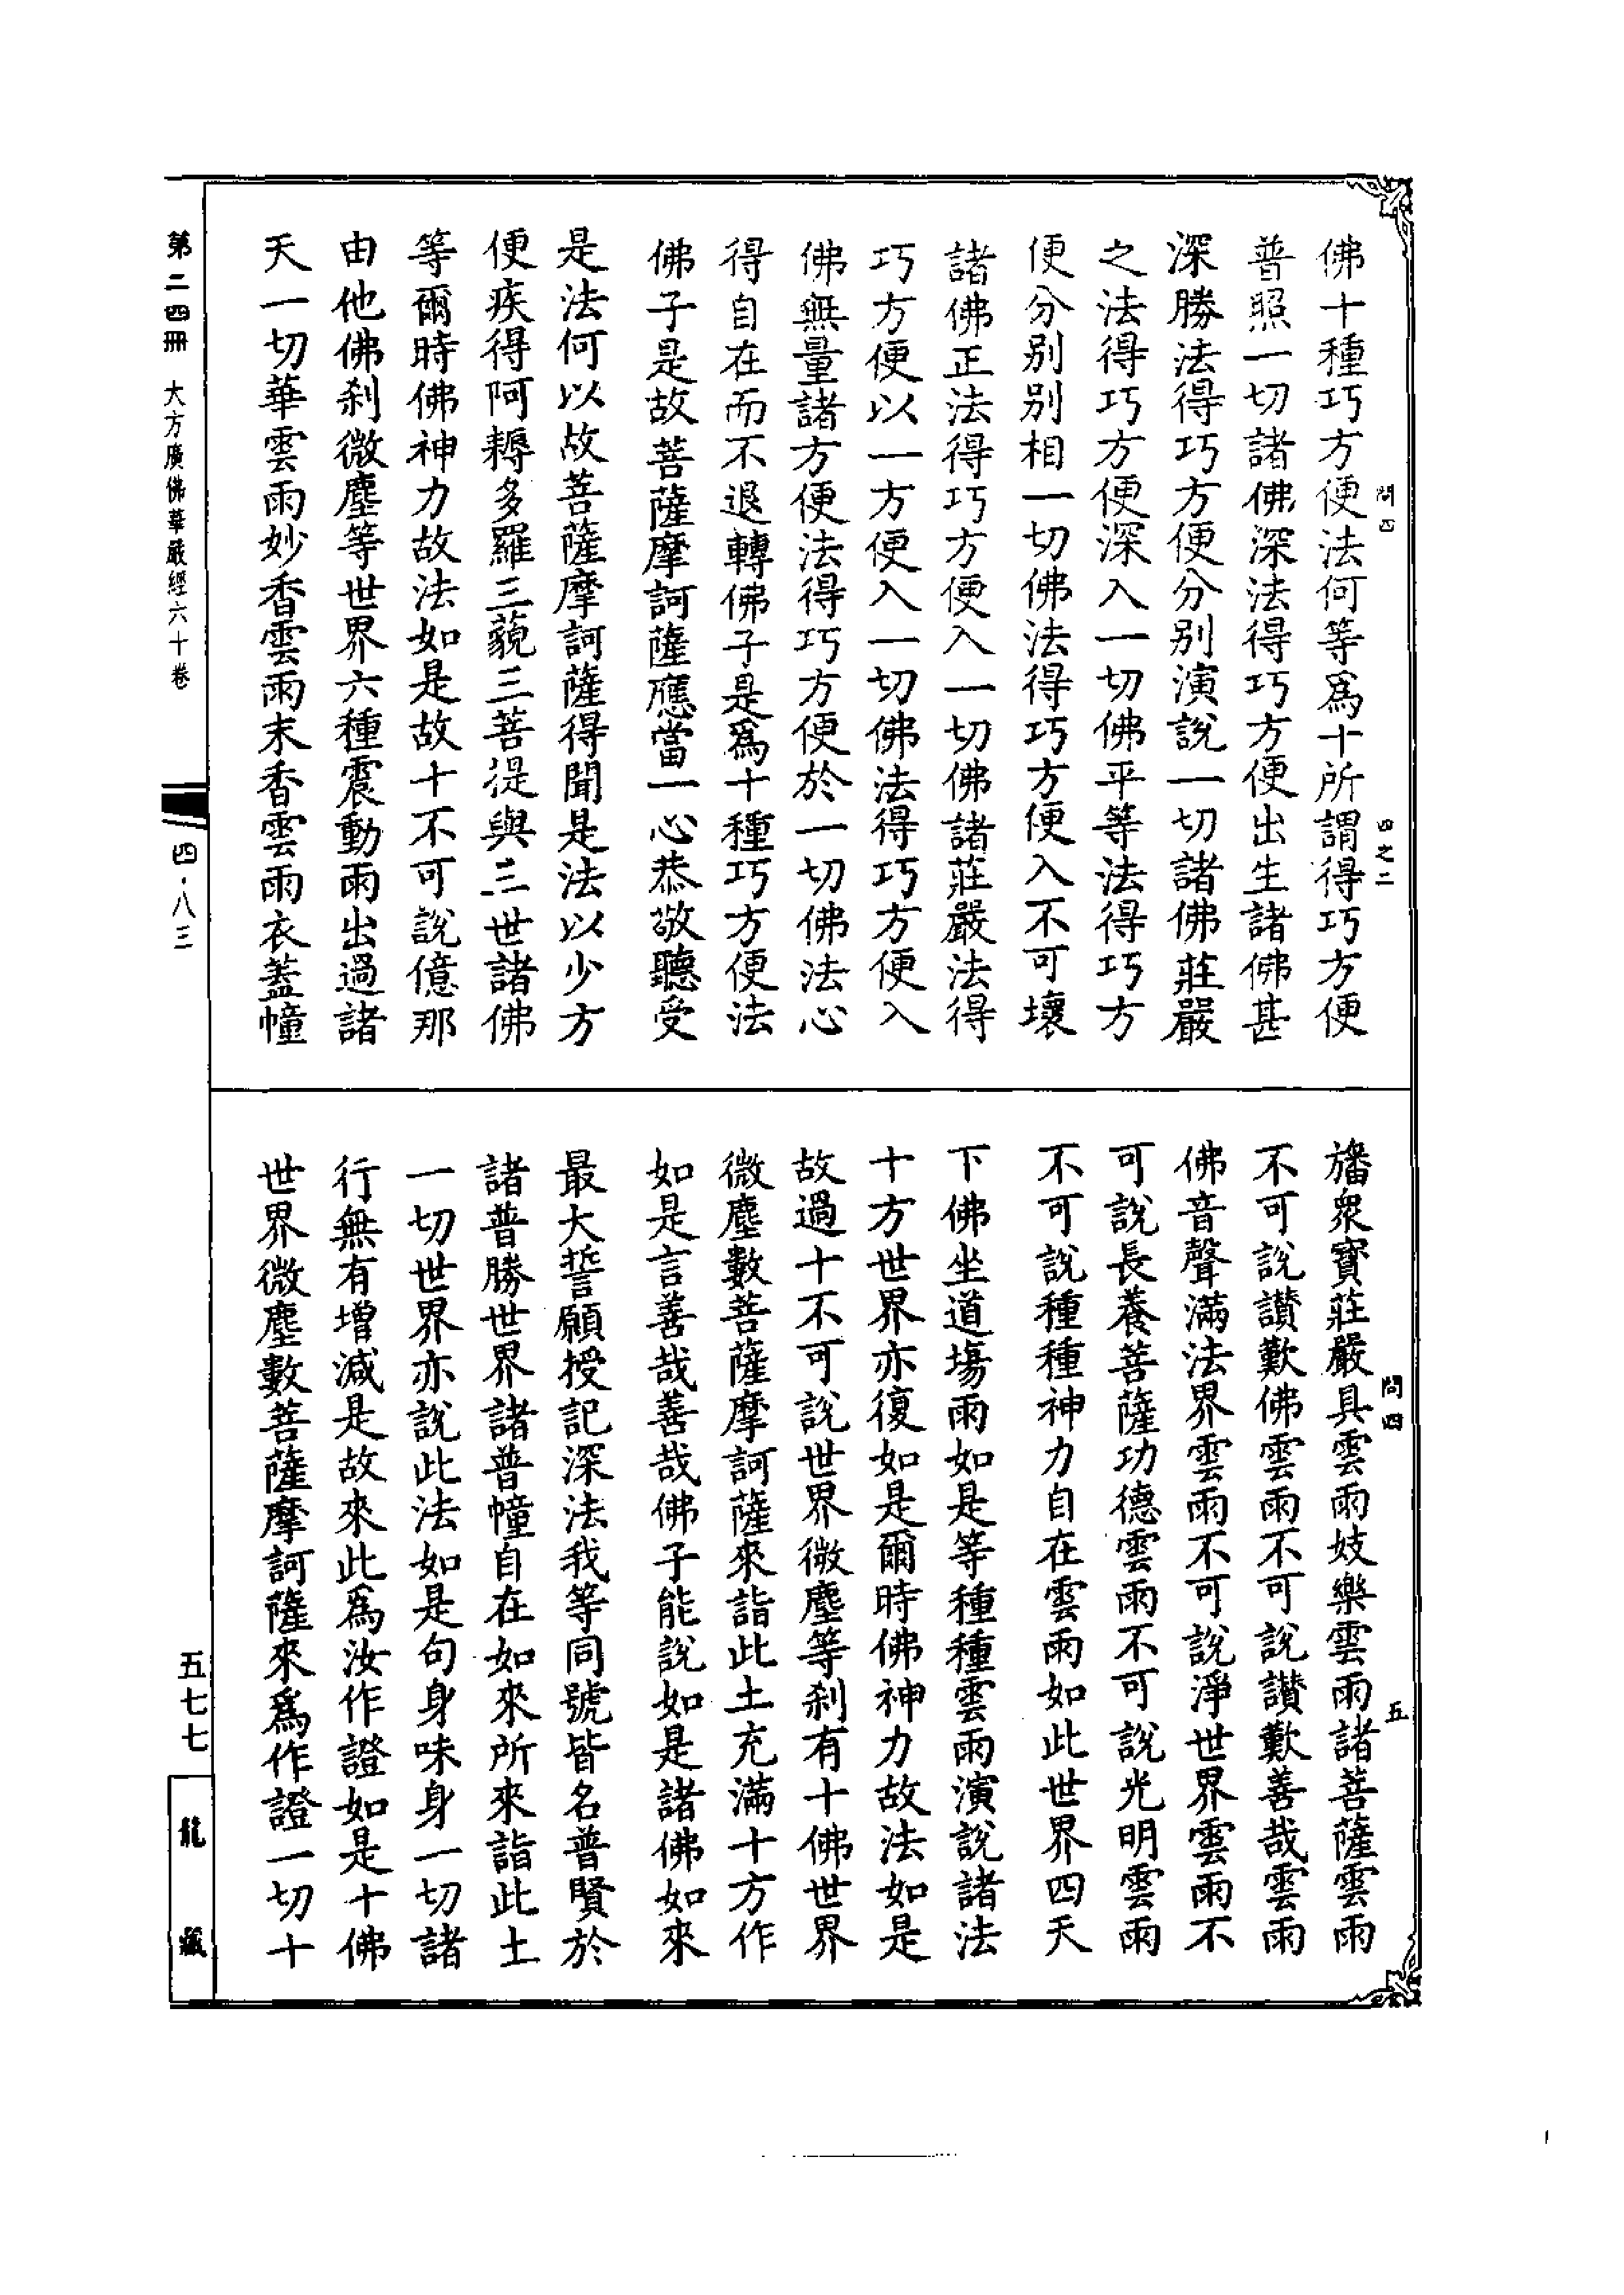 佛十種巧方便法何等爲十所謂得巧方便
普照一切諸佛深法得巧方便出生諸佛甚
深勝法得巧方便分別演說一切諸佛莊嚴
之法得巧方便深入一切佛平等法得巧方
便分別別相一切佛法得巧方便入不可壞
諸佛正法得巧方便入一切佛諸莊嚴法得
巧方便以一方便入一切佛法得巧方便入
佛無量諸方便法得巧方便於一切佛法心
得自在而不退轉佛子是爲十種巧方便法
佛子是故菩薩摩訶薩應當一心恭敬聽受
是法何以故菩薩摩訶薩得聞是法以少方
便疾得阿耨多羅三藐三菩提與三世諸佛
等爾時佛神力故法如是故十不可說億那
由他佛刹微塵等世界六種震動雨出過諸
天一切華雲雨妙香雲雨末香雲雨衣蓋幢
問四
四之二
旛衆寶莊嚴具雲雨妓樂雲雨諸菩薩雲雨
不可說讃歎佛雲雨不可說讃歎善哉雲雨
佛音聲滿法界雲雨不可說淨世界雲雨不
可說長養菩薩功德雲雨不可說光明雲雨
不可說種種神力自在雲雨如此世界四天
下佛坐道塲雨如是等種種雲雨演說諸法
十方世界亦復如是爾時佛神力故法如是
故過十不可說世界微塵等刹有十佛世界
微塵數菩薩摩訶薩來詣此土充滿十方作
如是言善哉善哉佛子能說如是諸佛如來
最大誓願授記深法我等同號皆名普賢於
諸普勝世界諸普幢自在如來所來詣此土
一切世界亦說此法如是句身味身一切諸
行無有增減是故來此爲汝作證如是十佛
世界微塵數菩薩摩訶薩來爲作證一切十
問四
五
第二四冊 大方廣佛華嚴經六十卷
四·八三
五七七
龍藏